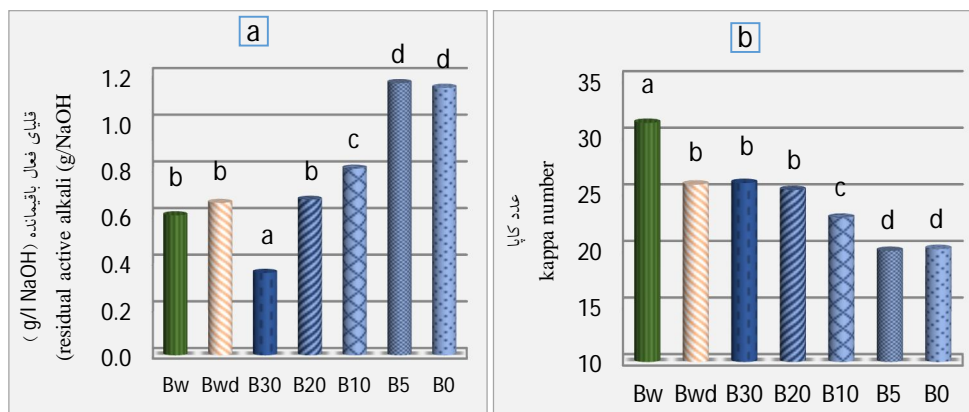 a
قلیای فعال باقیمانده (g/l NaOH)
(residual active alkali (g/NaOH
1.2
1.0
0.8
0.6
0.4
0.2
0.0
b b a b c d d
Bw Bwd B30 B20 B10 B5 B0
b
عدد کاپا
kappa number
35
30
25
20
15
10
a b b b c d d
Bw Bwd B30 B20 B10 B5 B0